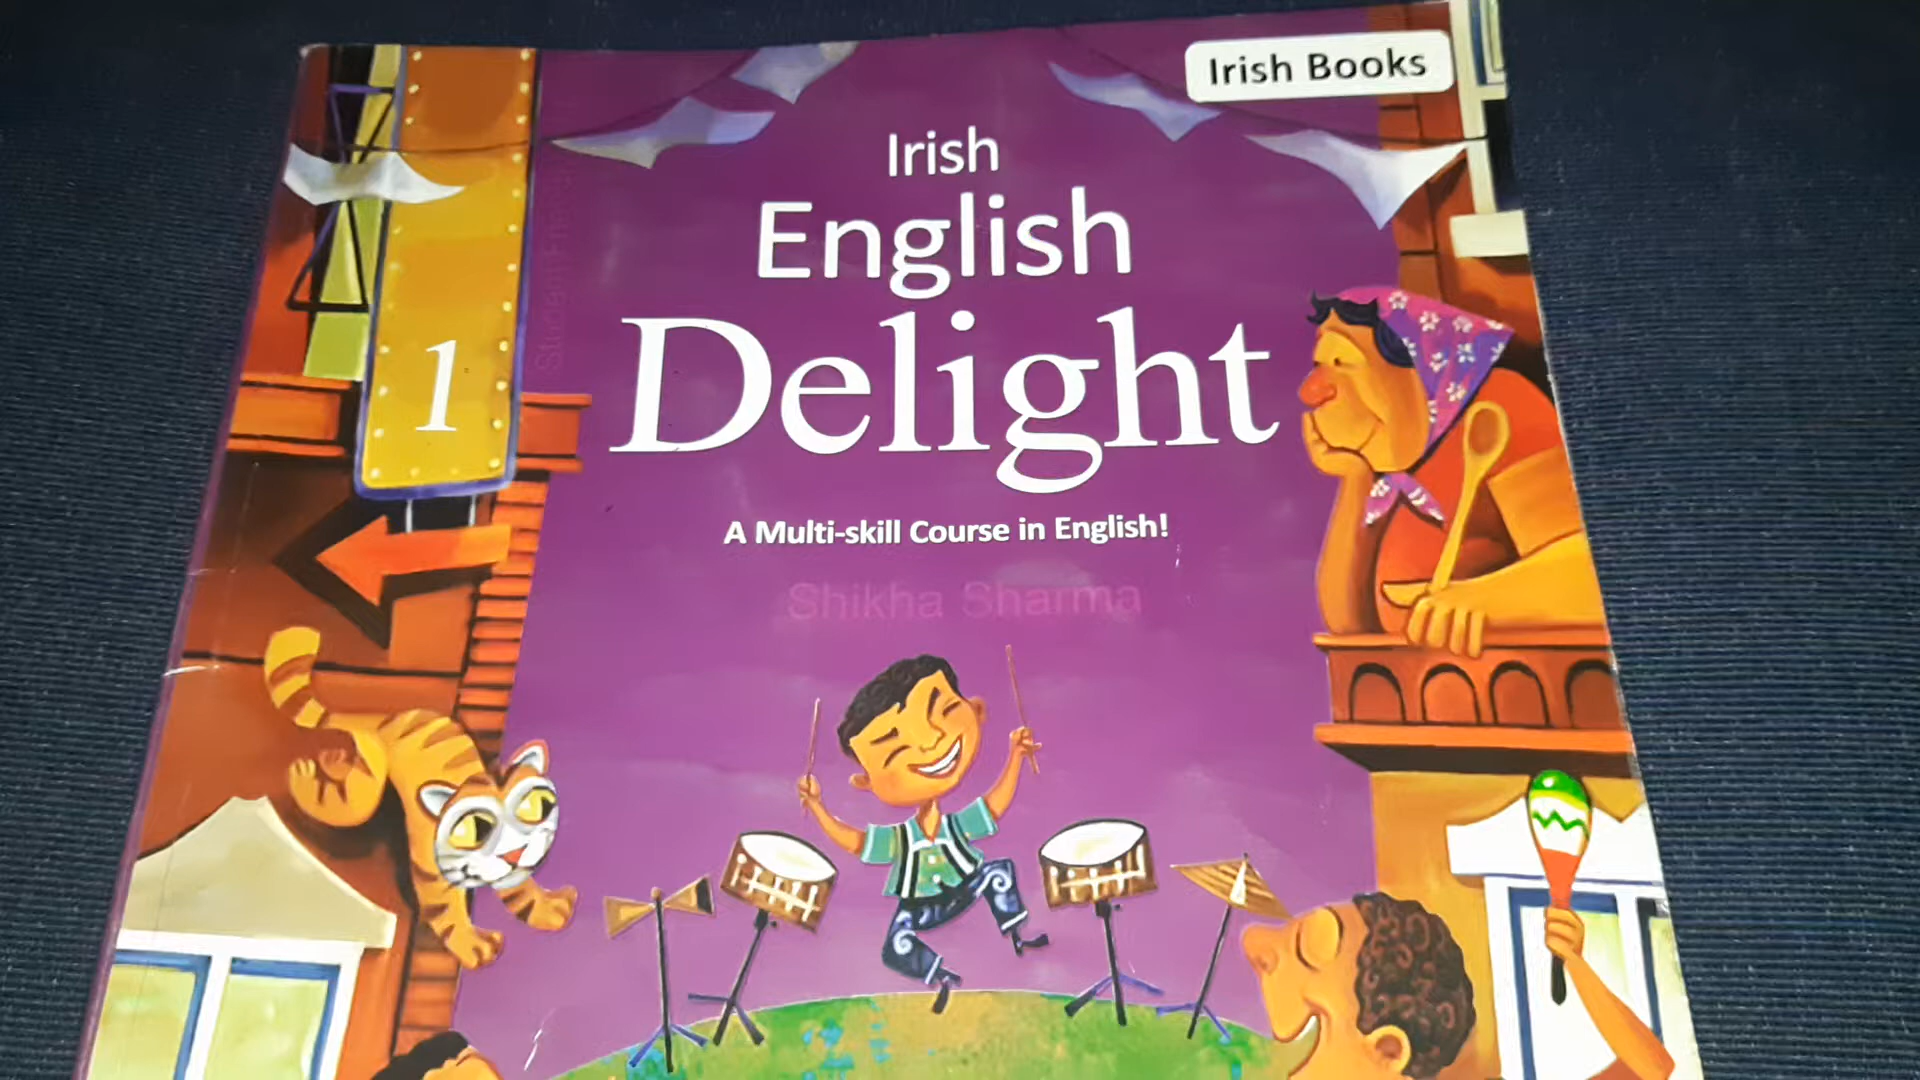 Irish Books
Irish
English
Delight
1
A Multi-skill Course in English!
Shikha Sharma